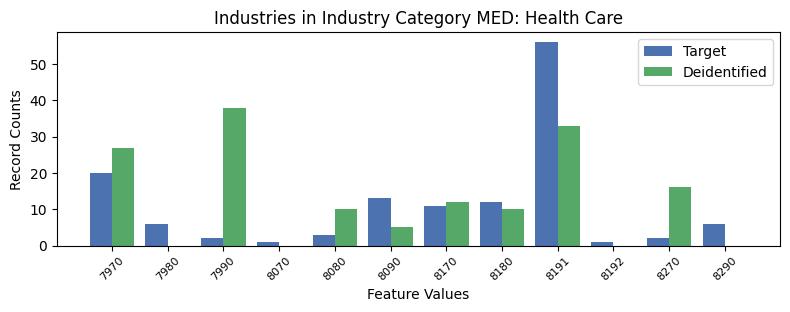 Industries in Industry Category MED: Health Care
Target
Deidentified
Record Counts
50
40
30
20
10
0
7970 7980 7990 8070 8080 8090 8170 8180 8191 8192 8270 8290
Feature Values